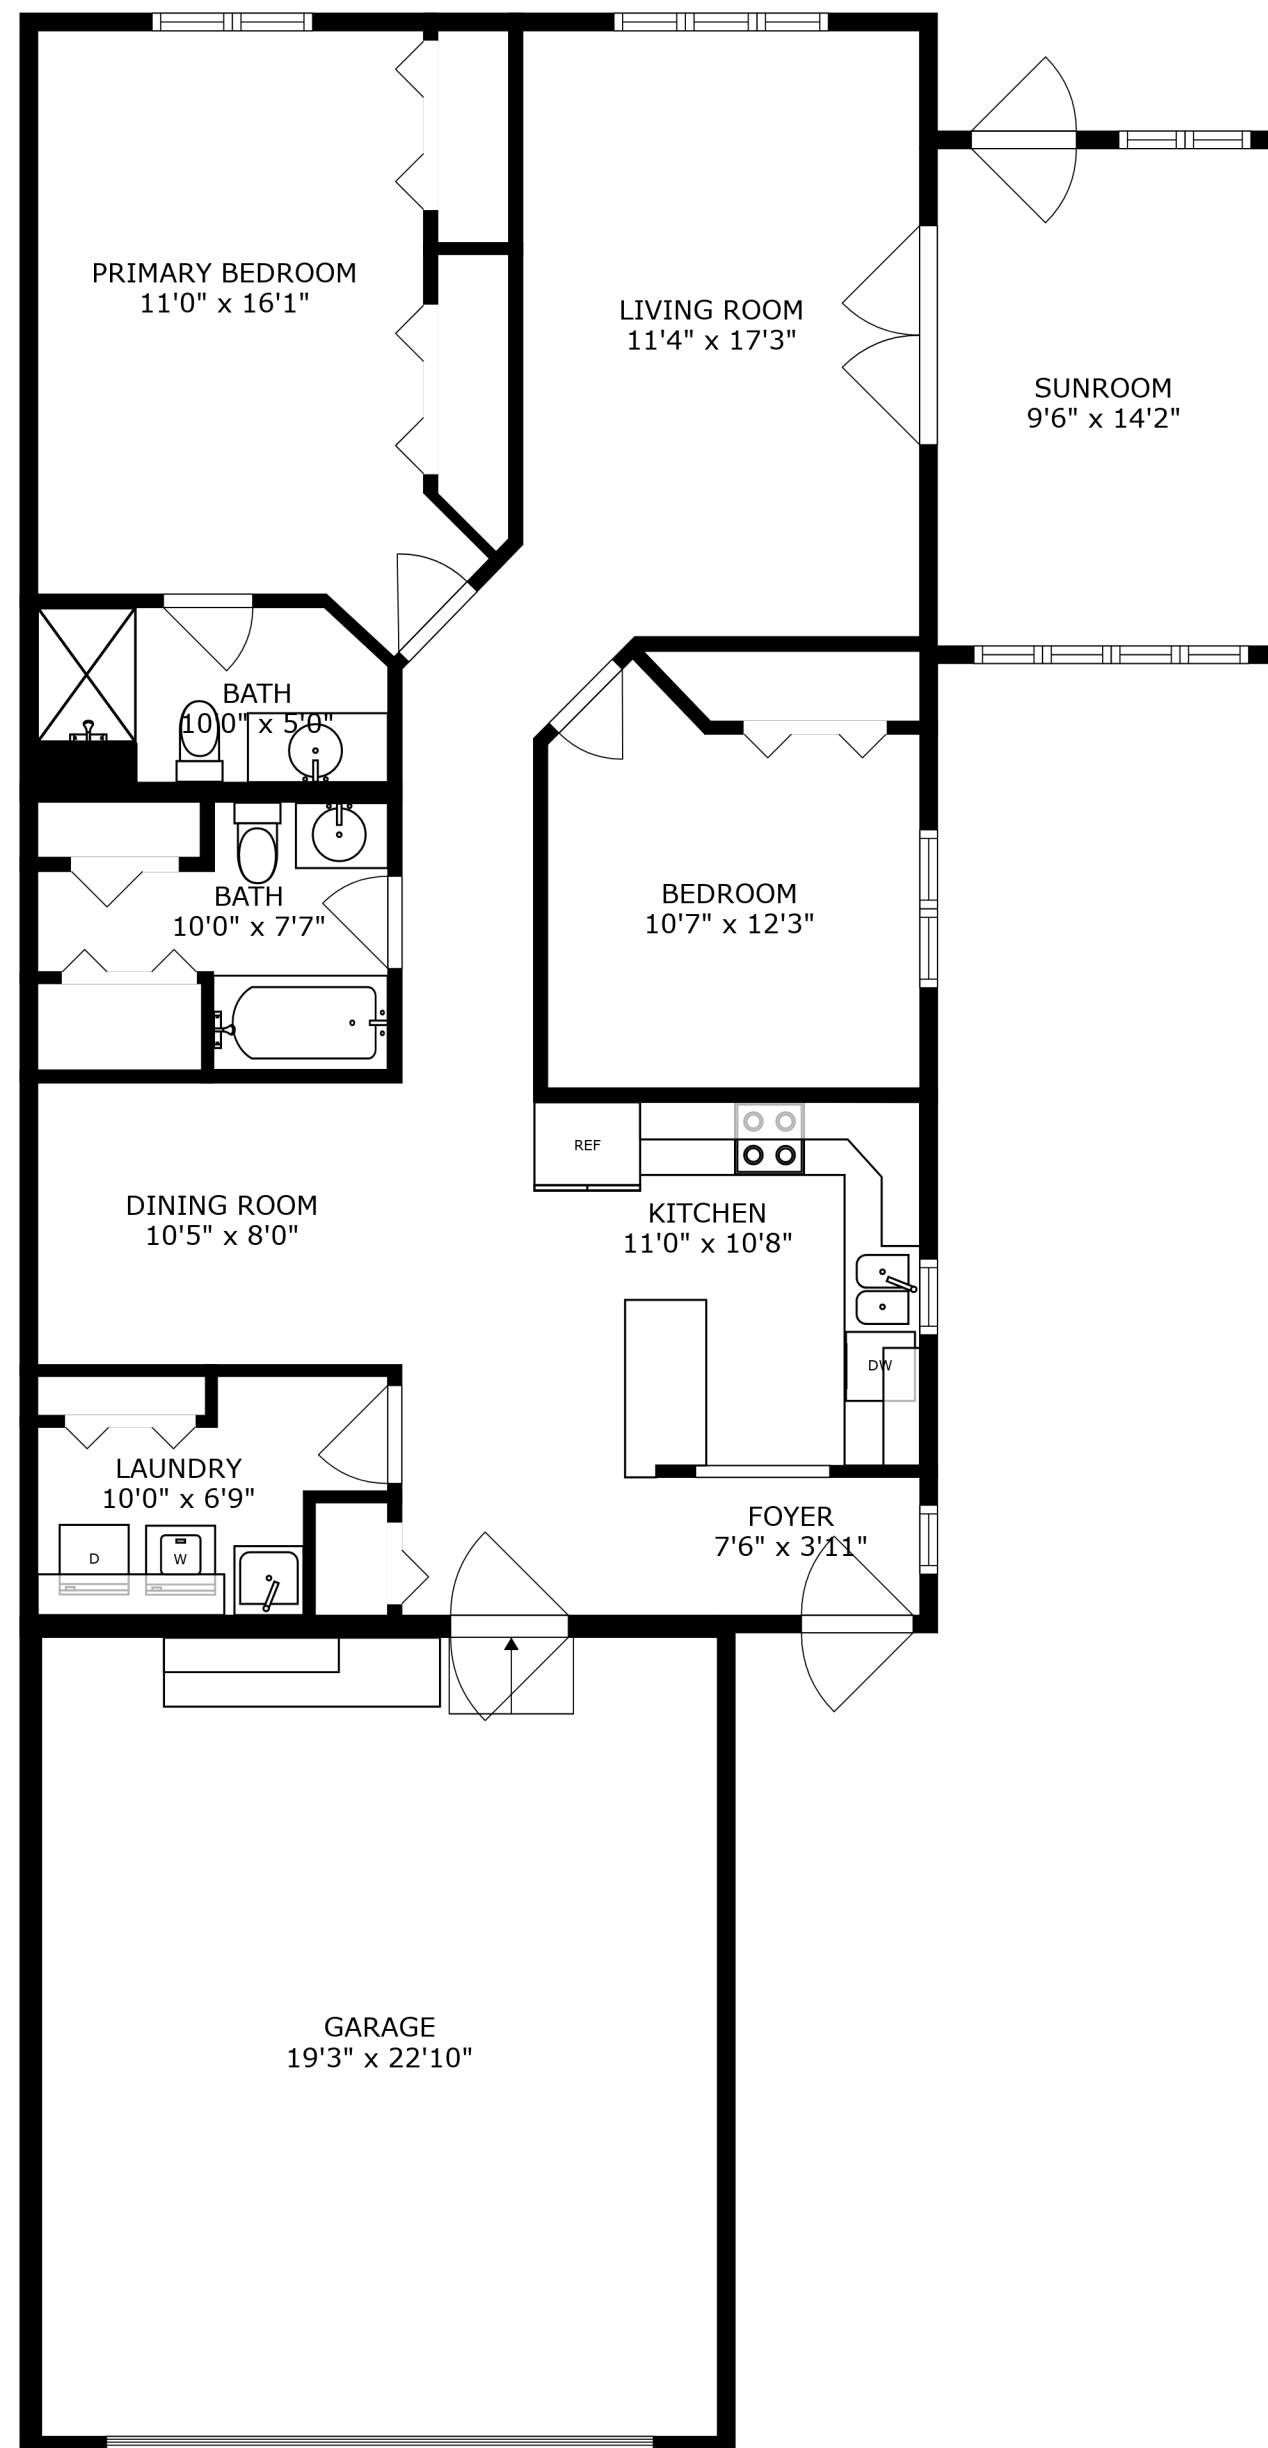 PRIMARY BEDROOM
11'0" x 16'1"
LIVING ROOM
11'4" x 17'3"
SUNROOM
9'6" x 14'2"
BATH
10'0" x 5'0"
BATH
10'0" x 7'7"
BEDROOM
10'7" x 12'3"
REF
DINING ROOM
10'5" x 8'0"
KITCHEN
11'0" x 10'8"
DW
LAUNDRY
10'0" x 6'9"
D
W
FOYER
7'6" x 3'11"
GARAGE
19'3" x 22'10"